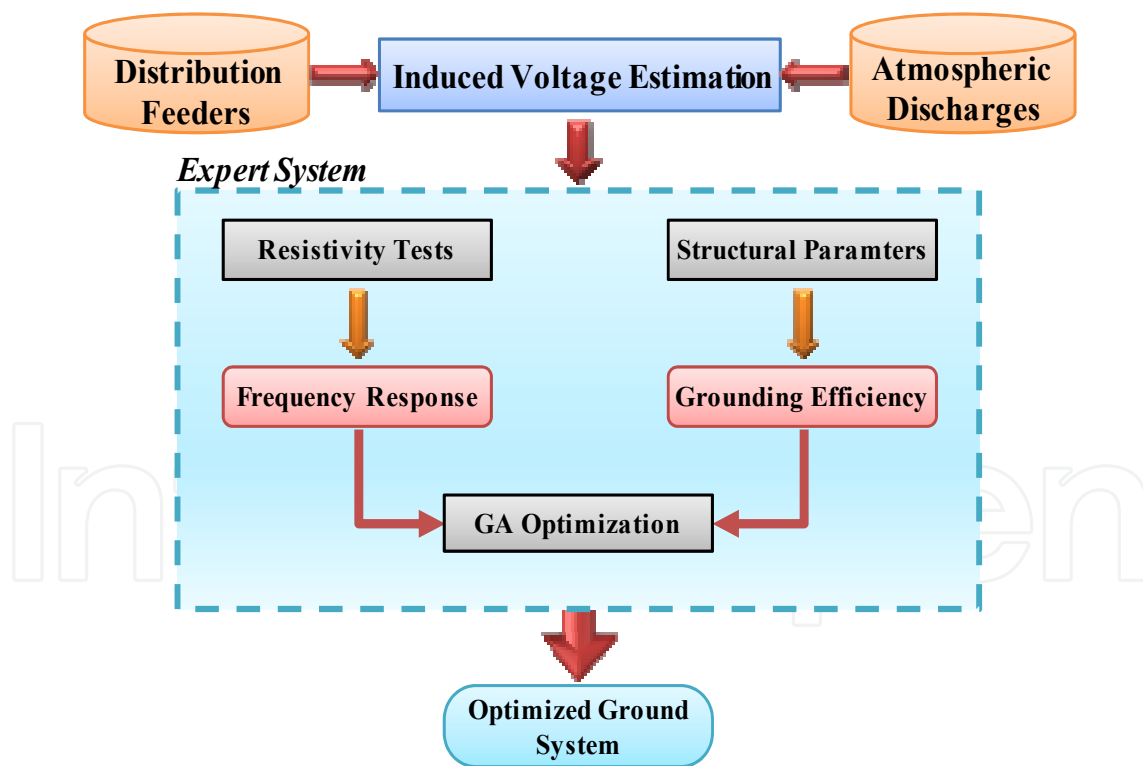 Distribution
Feeders
Induced Voltage Estimation
Atmospheric
Discharges
Expert System
Resistivity Tests
Structural Paramters
Frequency Response
Grounding Efficiency
GA Optimization
Optimized Ground
System